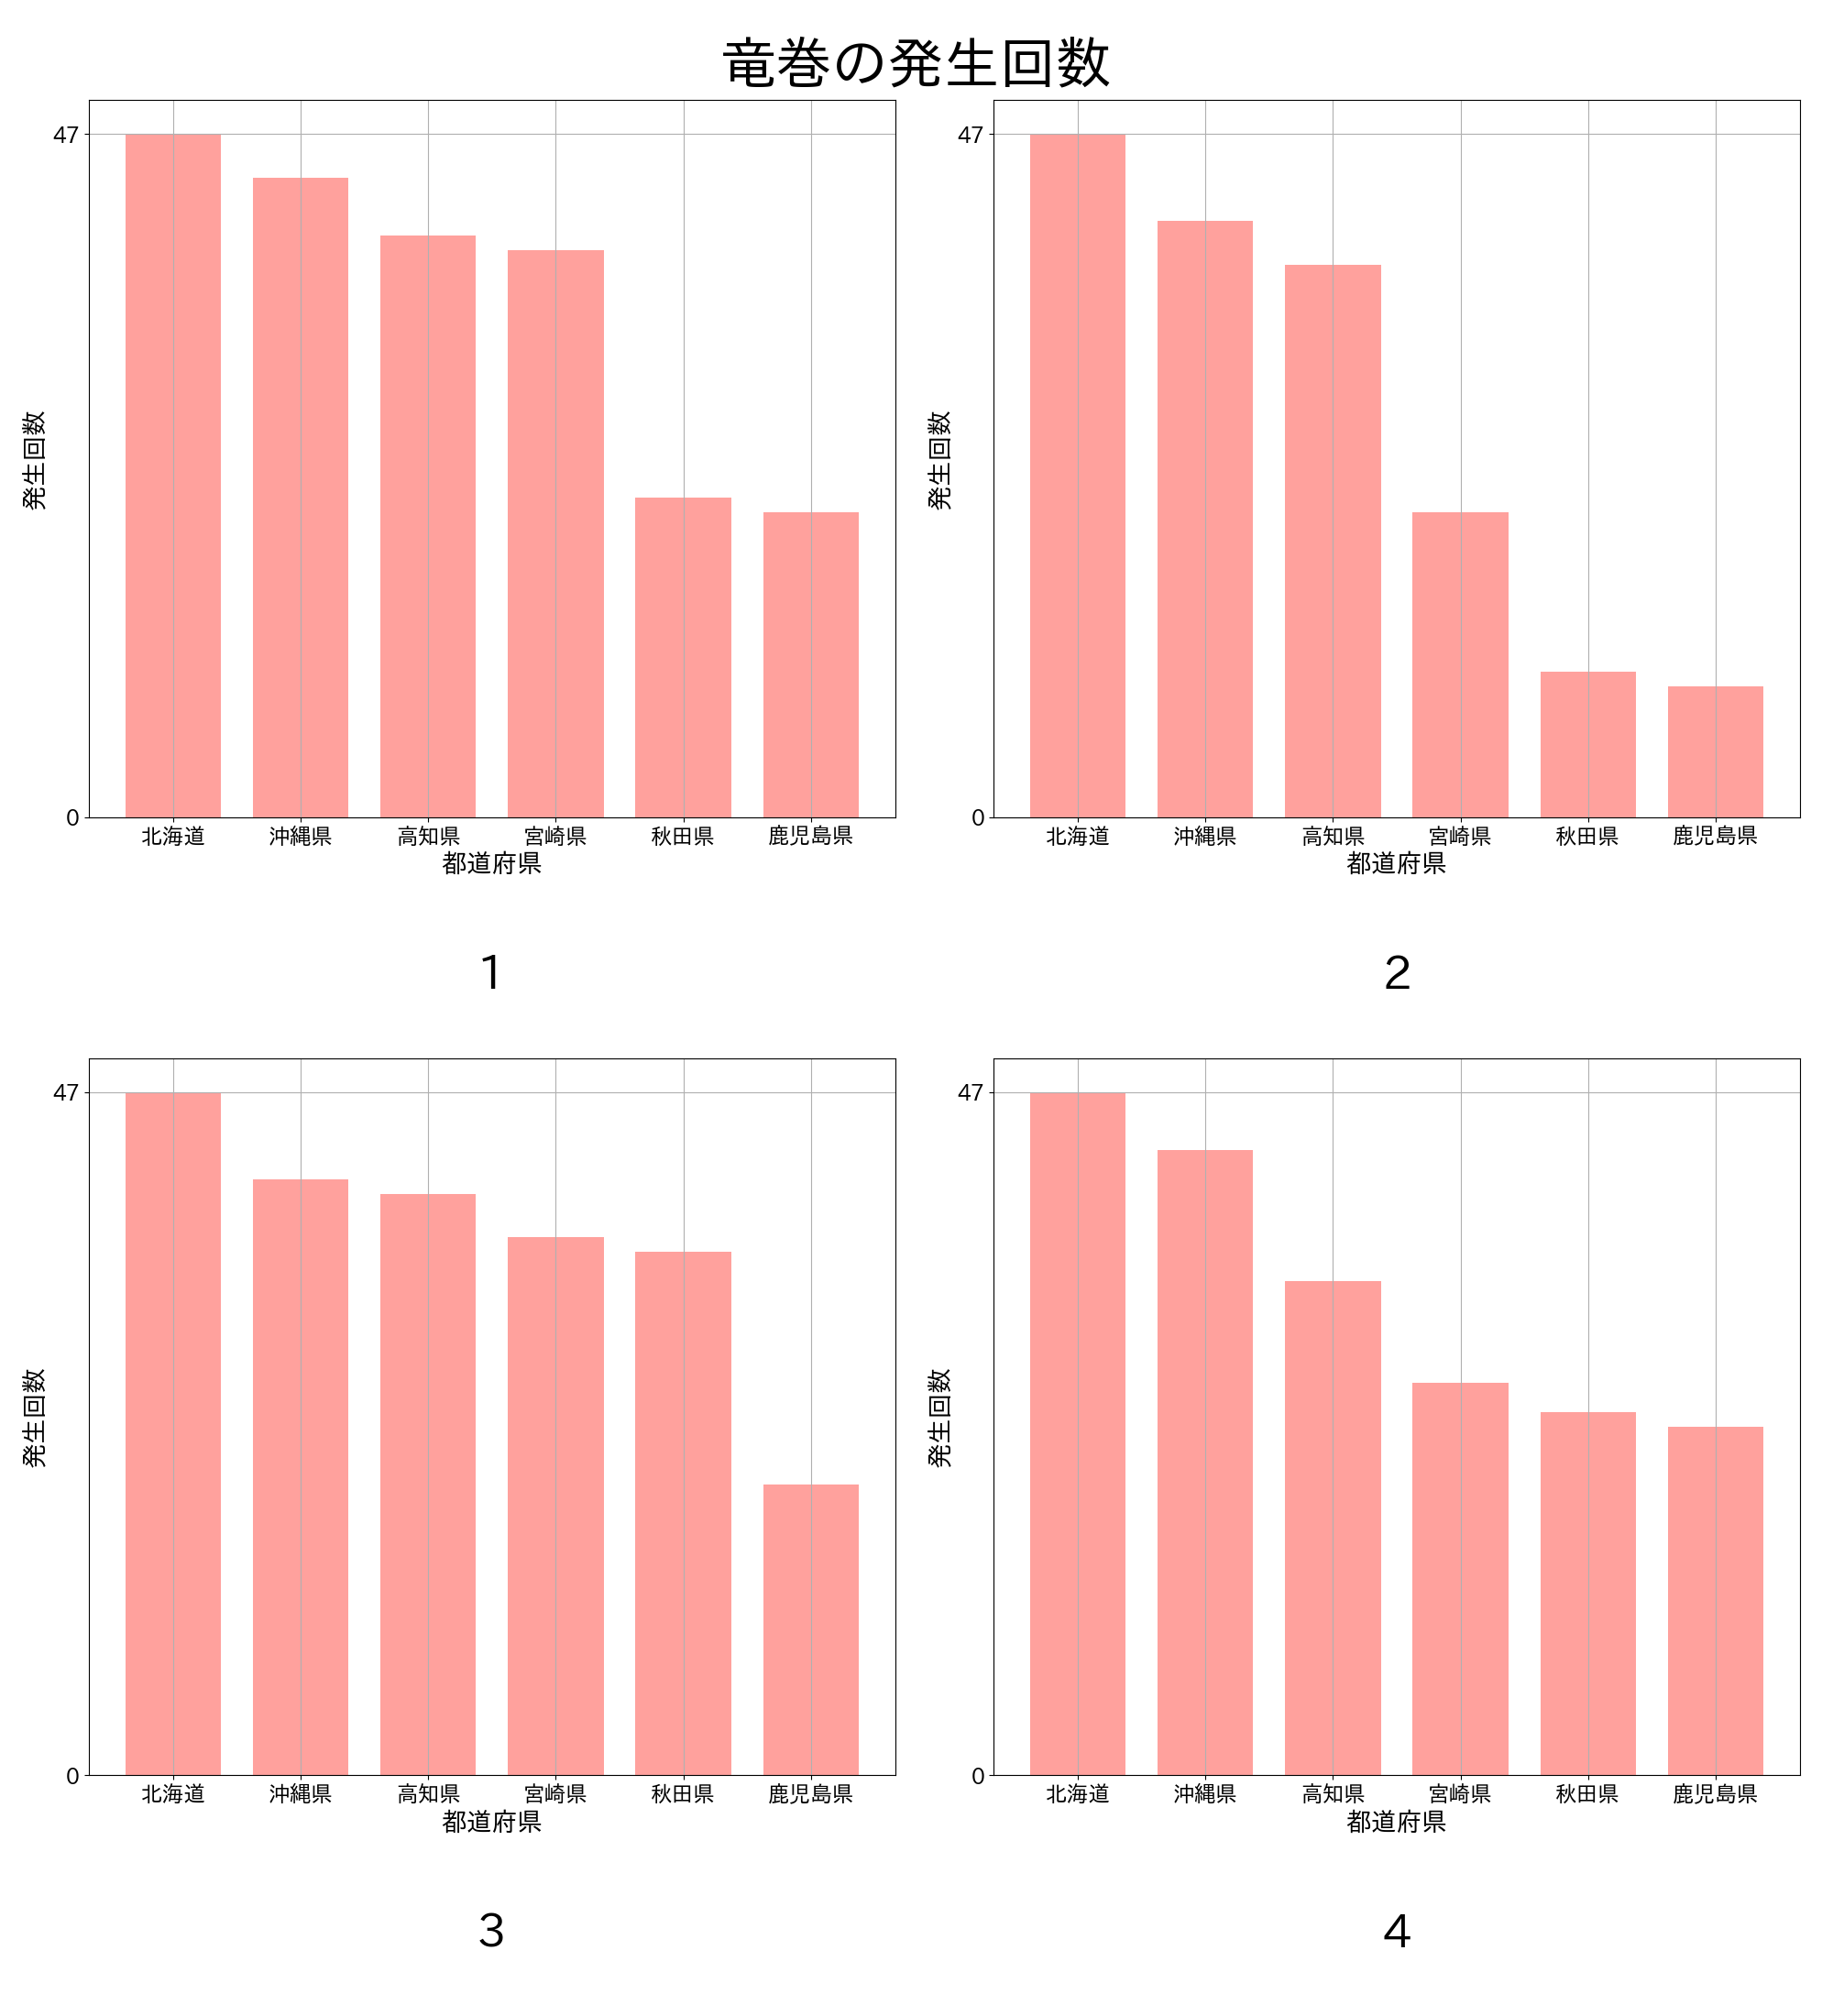 竜巻の発生回数
47
0
発生回数
北海道 沖縄県 高知県 宮崎県 秋田県 鹿児島県
都道府県
1
47
0
発生回数
北海道 沖縄県 高知県 宮崎県 秋田県 鹿児島県
都道府県
2
47
0
発生回数
北海道 沖縄県 高知県 宮崎県 秋田県 鹿児島県
都道府県
3
47
0
発生回数
北海道 沖縄県 高知県 宮崎県 秋田県 鹿児島県
都道府県
4